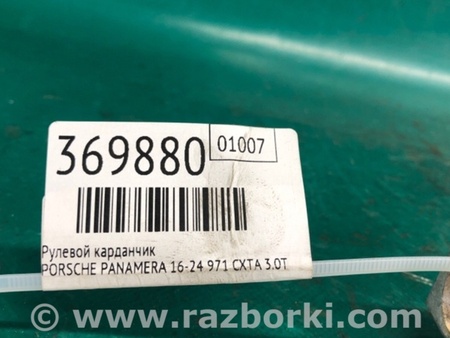 369880
01007
Рулевой карданчик
PORSCHE PANAMERA 16-24 971 CXTA 3.0T
www.razborki.com